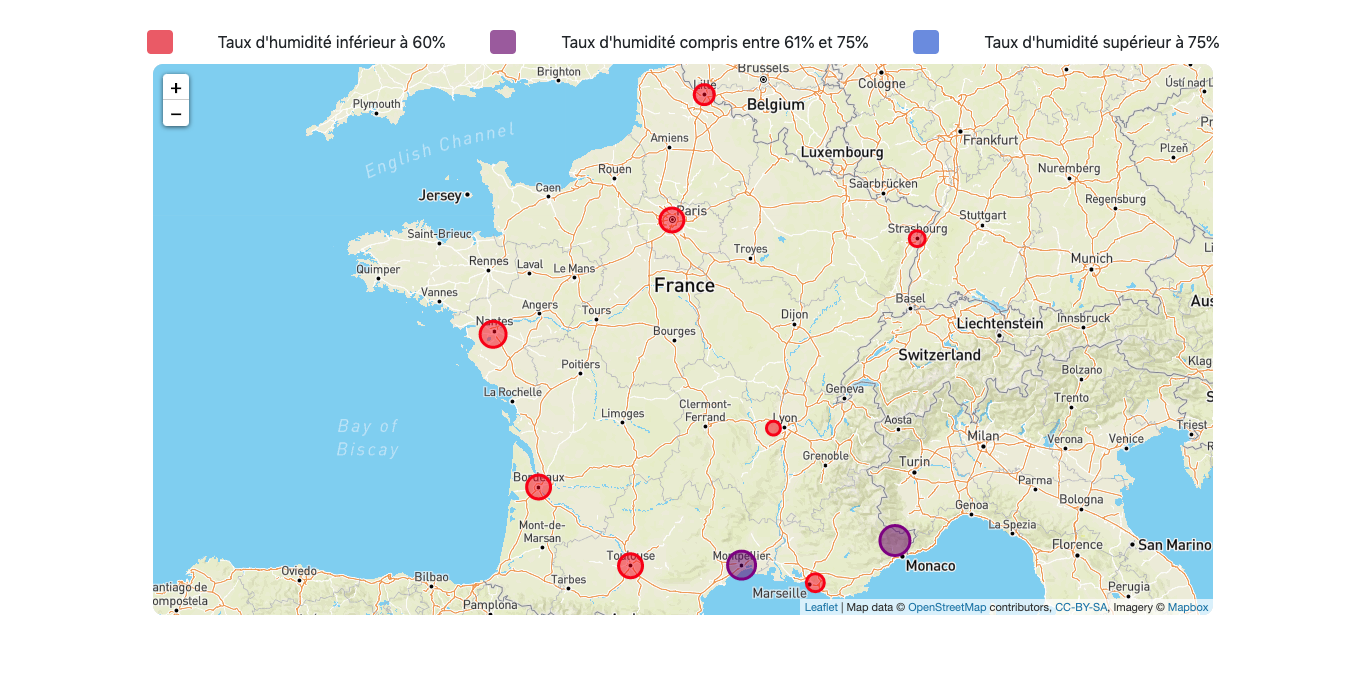 Taux d'humidité inférieur à 60%
Taux d'humidité compris entre 61% et 75%
Taux d'humidité supérieur à 75%
+
−
Brighton
Brussels
Cologne
Ústí nad L
Lille
Plymouth
Belgium
Pr
English Channel
Amiens
Frankfurt
Plzeň
Luxembourg
Rouen
Nuremberg
Saarbrücken
Jersey
Caen
Regensburg
Paris
Stuttgart
Strasbourg
Saint-Brieuc
Troyes
Li
Rennes
Laval
Le Mans
Munich
Quimper
France
Vannes
Basel
Aus
Angers
Tours
Dijon
Innsbruck
Nantes
Liechtenstein
Bourges
Switzerland
Poitiers
Klag
Bolzano
La Rochelle
Geneva
Trento
S
Clermont-
Ferrand
Limoges
Lyon
Aosta
Bay of
Biscay
Triest
Milan
Verona
Venice
R
Grenoble
Turin
Bordeaux
Parma
Bologna
Genoa
Mont-de-
Marsan
La Spezia
Florence
San Marino
Toulouse
Montpellier
Monaco
Oviedo
Bilbao
Tarbes
antiago de
ompostela
Marseille
Perugia
Pamplona
Leaflet | Map data © OpenStreetMap contributors, CC-BY-SA, Imagery © Mapbox